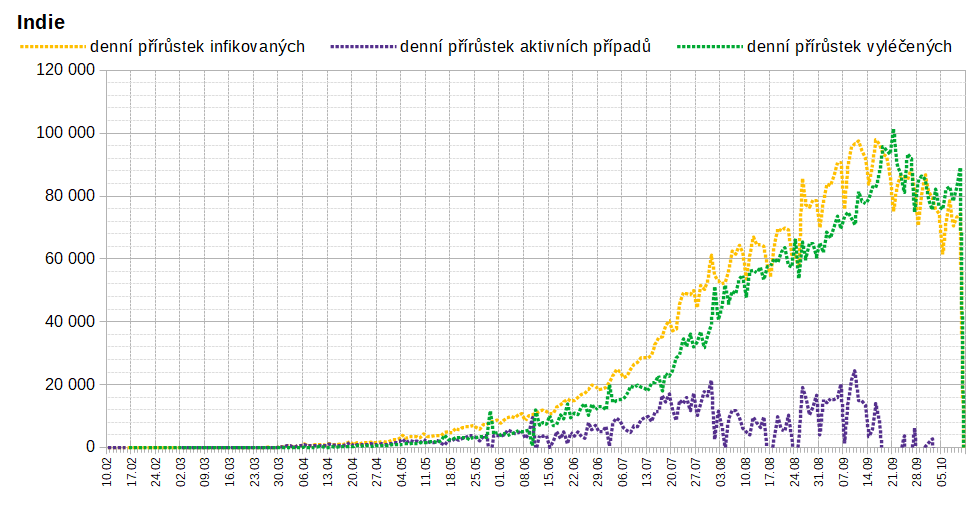 Indie
denní přírůstek infikovaných denní přírůstek aktivních případů denní přírůstek vyléčených
120 000
100 000
80 000
60 000
40 000
20 000
0
10.02 17.02 24.02 02.03 09.03 16.03 23.03 30.03 06.04 13.04 20.04 27.04 04.05 11.05 18.05 25.05 01.06 08.06 15.06 22.06 29.06 06.07 13.07 20.07 27.07 03.08 10.08 17.08 24.08 31.08 07.09 14.09 21.09 28.09 05.10